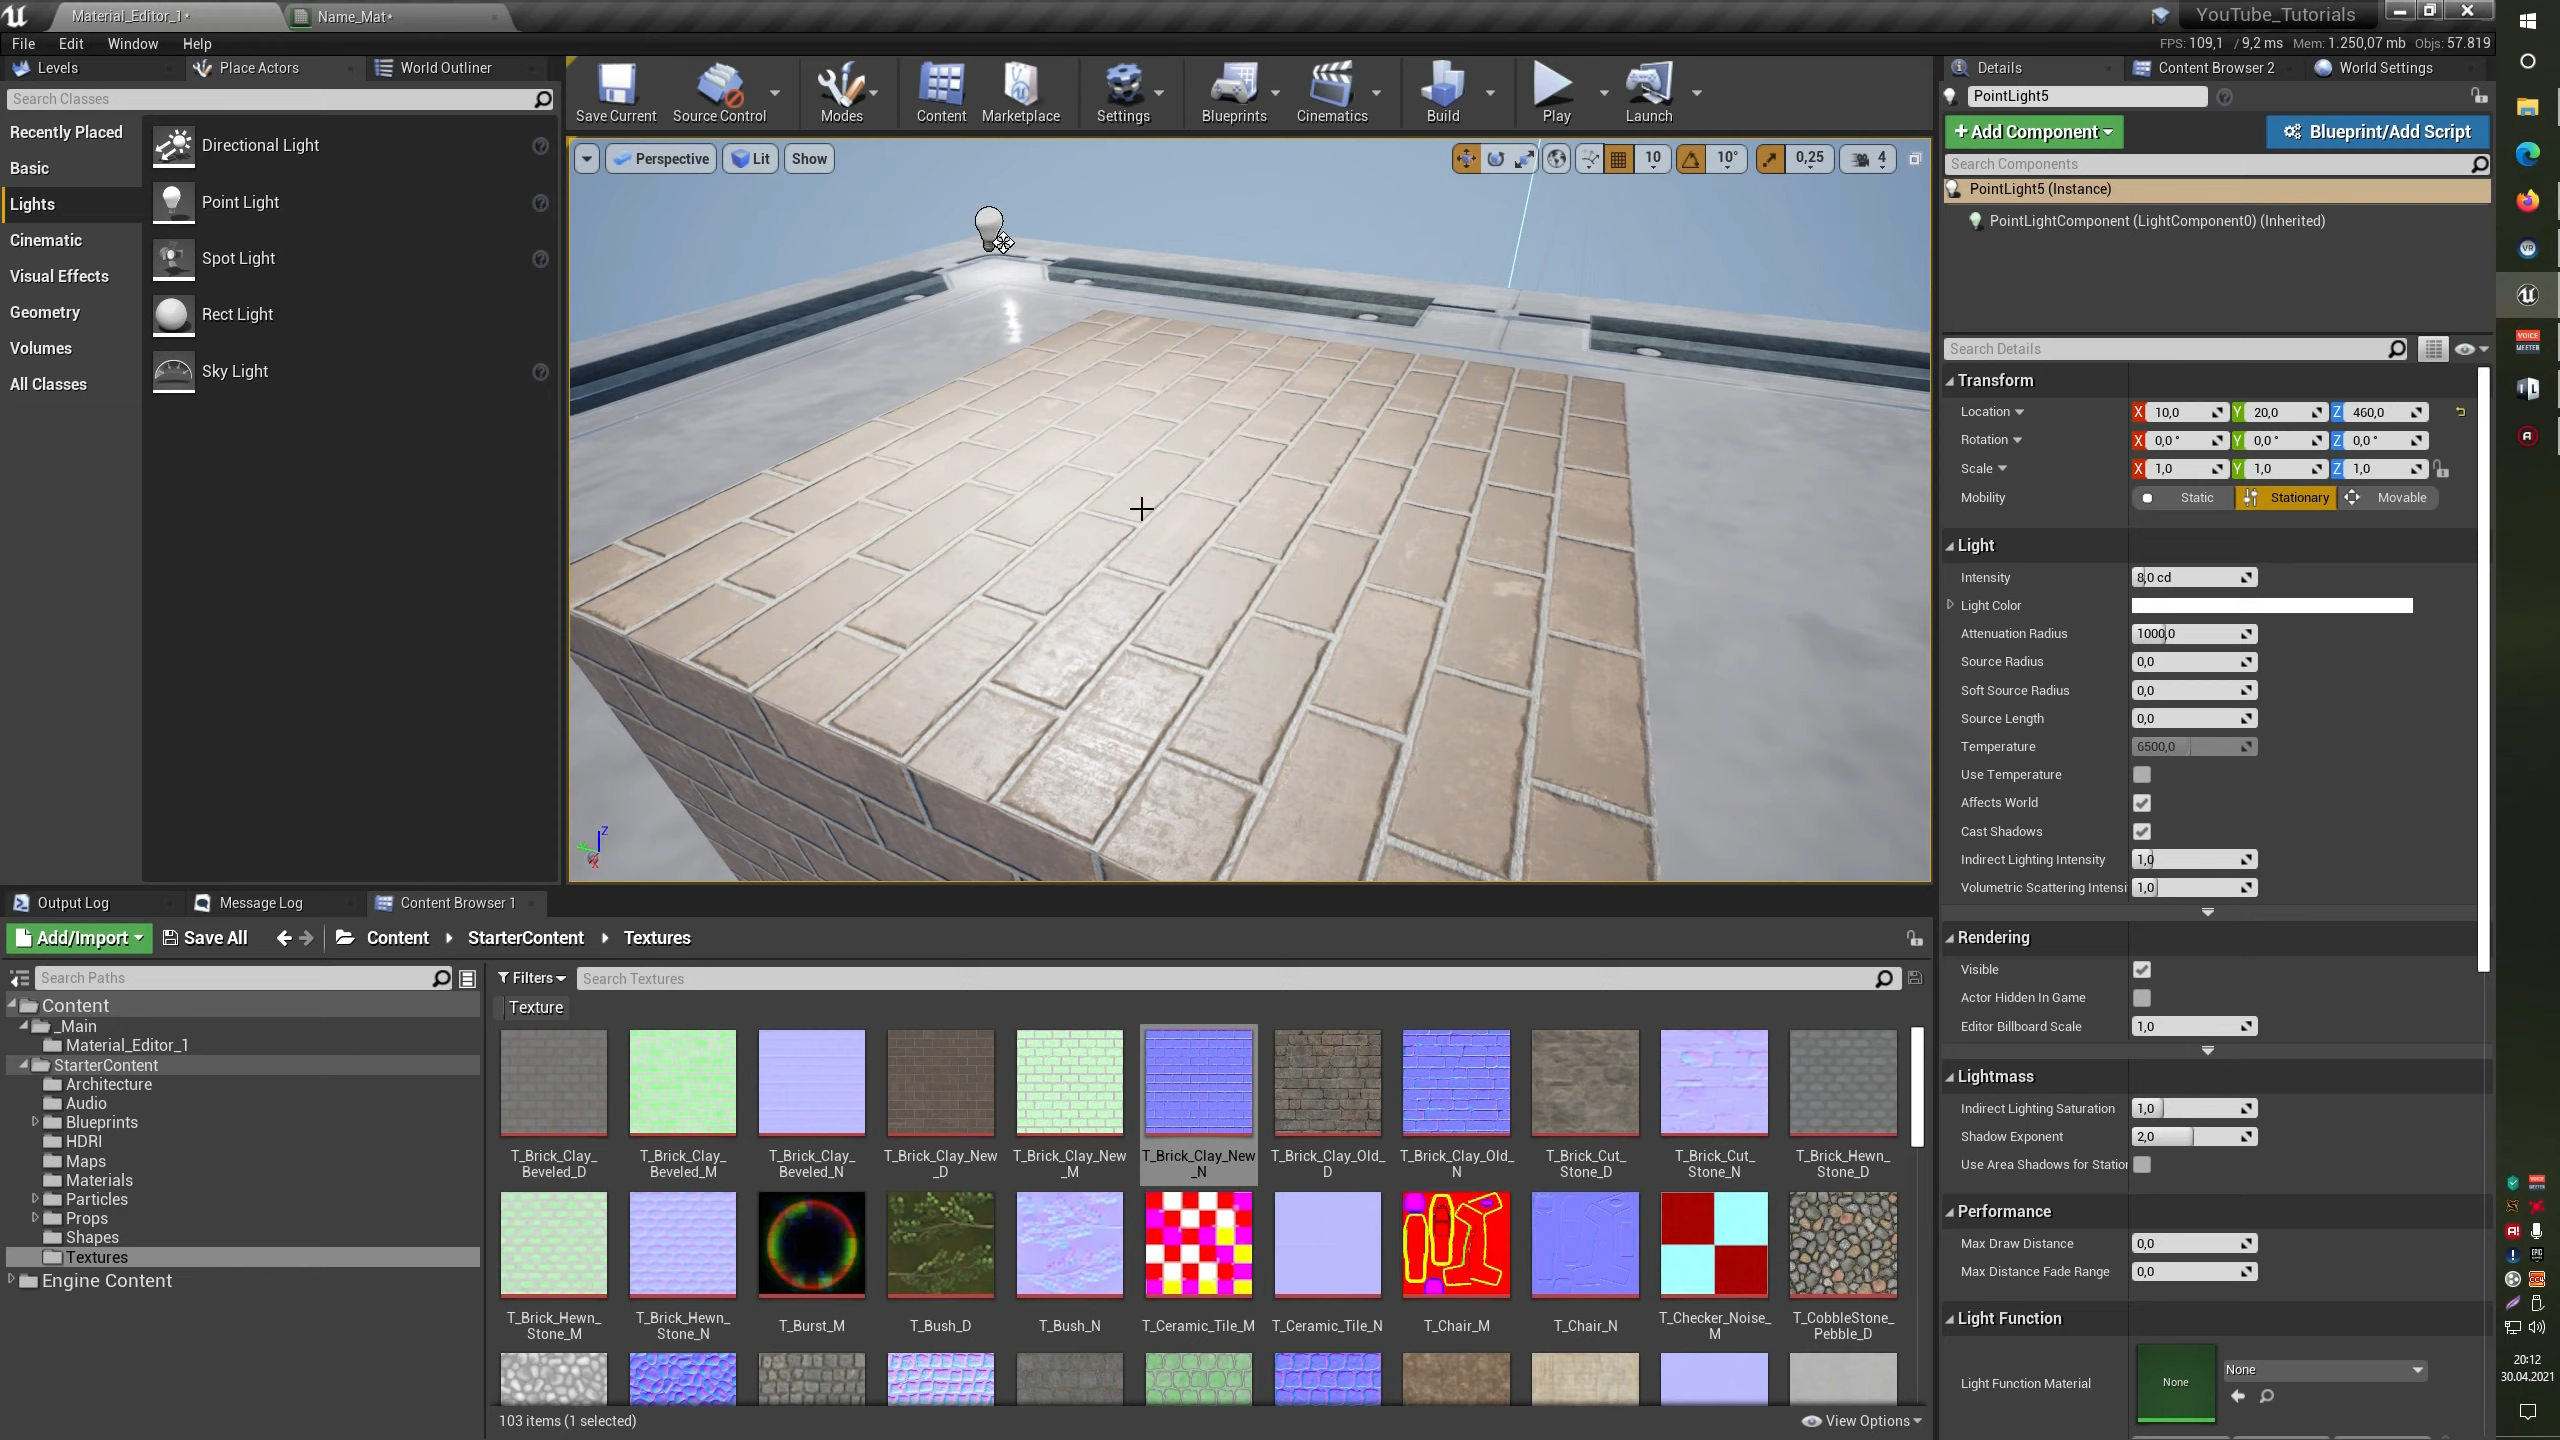 Material_Editor_1*
Name_Mat*
YouTube_Tutorials
File
Edit
Window
Help
FPS: 109,1 / 9,2 ms Mem: 1.250,07 mb Objs: 57.819
Levels
Place Actors
World Outliner
Search Classes
Recently Placed
Basic
Lights
Cinematic
Visual Effects
Geometry
Volumes
All Classes
Directional Light
Point Light
Spot Light
Rect Light
Sky Light
Save Current
Source Control
Modes
Content
Marketplace
Settings
Blueprints
Cinematics
Build
Play
Launch
Perspective
Lit
Show
10
10°
0,25
4
Z
X
Details
Content Browser 2
World Settings
PointLight5
+Add Component
Blueprint/Add Script
Search Components
PointLight5 (Instance)
PointLightComponent (LightComponent0) (Inherited)
Search Details
Transform
Location X 10,0 Y 20,0 Z 460,0
Rotation X 0,0 ° Y 0,0 ° Z 0,0 °
Scale X 1,0 Y 1,0 Z 1,0
Mobility Static Stationary Movable
Light
Intensity 8,0 cd
Light Color
Attenuation Radius 1000,0
Source Radius 0,0
Soft Source Radius 0,0
Source Length 0,0
Temperature 6500,0
Use Temperature
Affects World
Cast Shadows
Indirect Lighting Intensity 1,0
Volumetric Scattering Intensi 1,0
Rendering
Visible
Actor Hidden In Game
Editor Billboard Scale 1,0
Lightmass
Indirect Lighting Saturation 1,0
Shadow Exponent 2,0
Use Area Shadows for Station
Performance
Max Draw Distance 0,0
Max Distance Fade Range 0,0
Light Function
Light Function Material None None
Output Log
Message Log
Content Browser 1
Add/Import
Save All
Content
StarterContent
Textures
Search Paths
Filters
Search Textures
Texture
Content
_Main
Material_Editor_1
StarterContent
Architecture
Audio
Blueprints
HDRI
Maps
Materials
Particles
Props
Shapes
Textures
Engine Content
T_Brick_Clay_
Beveled_D
T_Brick_Clay_
Beveled_M
T_Brick_Clay_
Beveled_N
T_Brick_Clay_New
_D
T_Brick_Clay_New
_M
T_Brick_Clay_New
_N
T_Brick_Clay_Old_
D
T_Brick_Clay_Old_
N
T_Brick_Cut_
Stone_D
T_Brick_Cut_
Stone_N
T_Brick_Hewn_
Stone_D
T_Brick_Hewn_
Stone_M
T_Brick_Hewn_
Stone_N
T_Burst_M
T_Bush_D
T_Bush_N
T_Ceramic_Tile_M
T_Ceramic_Tile_N
T_Chair_M
T_Chair_N
T_Checker_Noise_
M
T_CobbleStone_
Pebble_D
103 items (1 selected)
View Options
VR
VOICE
MEETER
20:12
30.04.2021